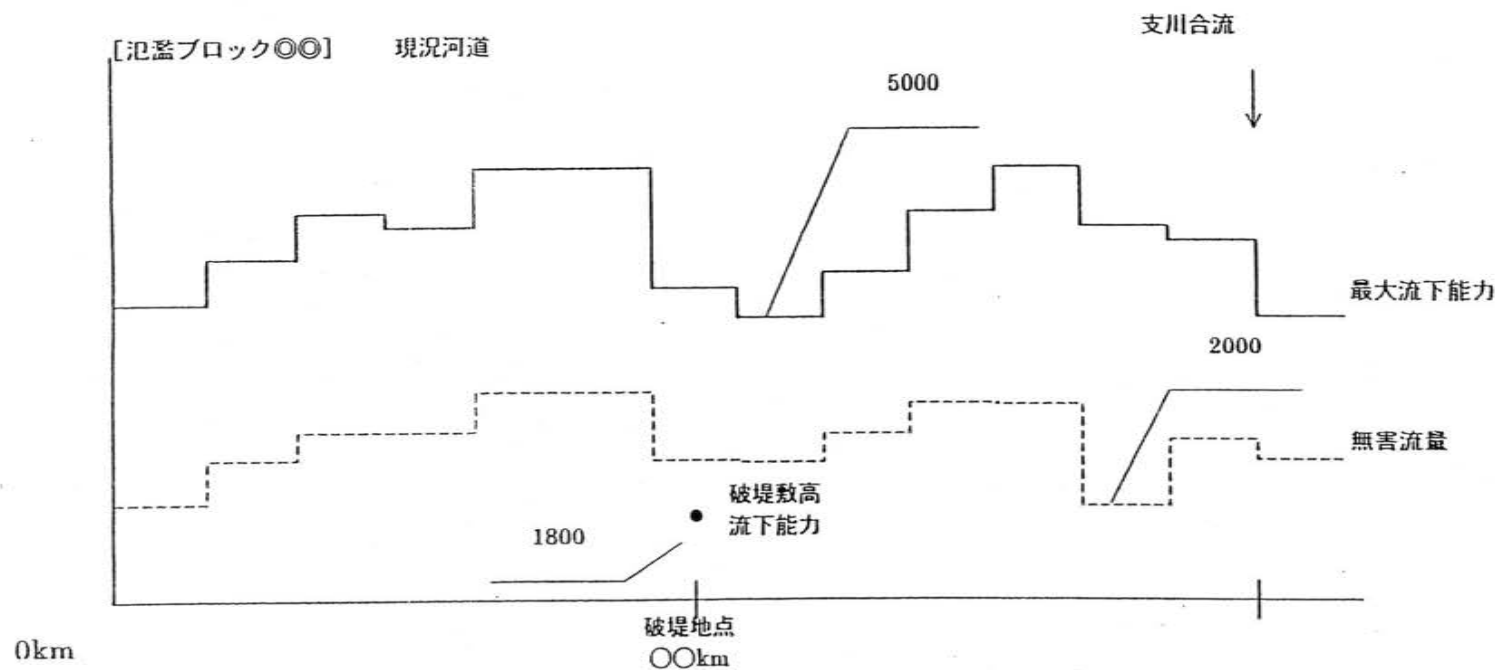 支川合流
[氾濫ブロック◎◎] 現況河道
5000
最大流下能力
2000
無害流量
破堤敷高
流下能力
1800
破堤地点
0km
○○km